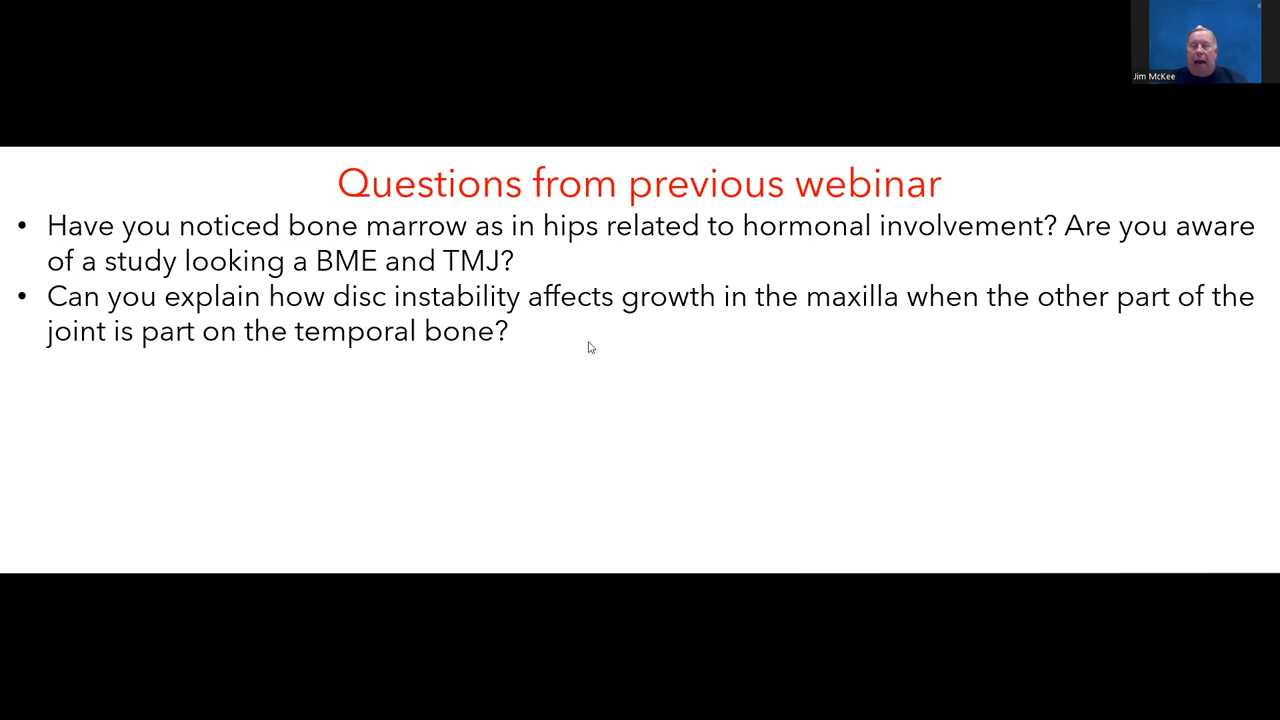 Jim McKee
Questions from previous webinar
• Have you noticed bone marrow as in hips related to hormonal involvement? Are you aware
of a study looking a BME and TMJ?
• Can you explain how disc instability affects growth in the maxilla when the other part of the
joint is part on the temporal bone?